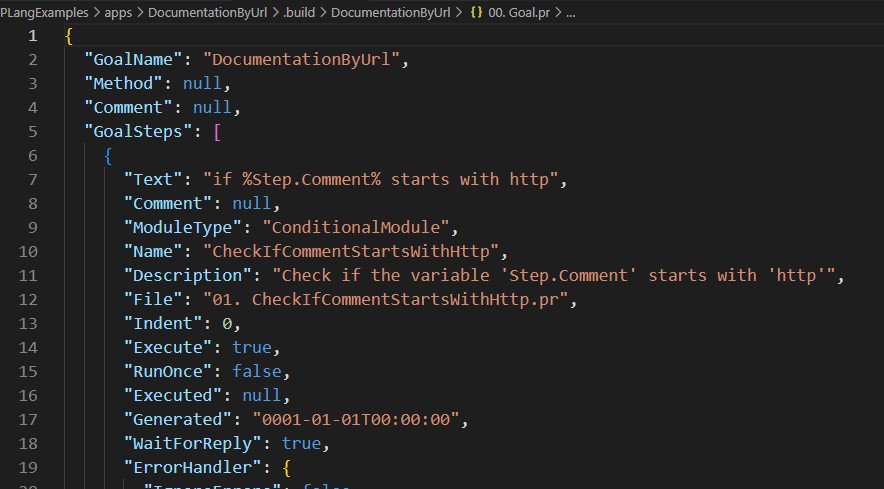 PLangExamples > apps > DocumentationByUrl > .build > DocumentationByUrl > {} 00. Goal.pr > ...
1 {
2 "GoalName": "DocumentationByUrl",
3 "Method": null,
4 "Comment": null,
5 "GoalSteps": [
6 {
7 "Text": "if %Step.Comment% starts with http",
8 "Comment": null,
9 "ModuleType": "ConditionalModule",
10 "Name": "CheckIfCommentStartsWithHttp",
11 "Description": "Check if the variable 'Step.Comment' starts with 'http'",
12 "File": "01. CheckIfCommentStartsWithHttp.pr",
13 "Indent": 0,
14 "Execute": true,
15 "RunOnce": false,
16 "Executed": null,
17 "Generated": "0001-01-01T00:00:00",
18 "WaitForReply": true,
19 "ErrorHandler": {
20 "IgnoreErrors": false